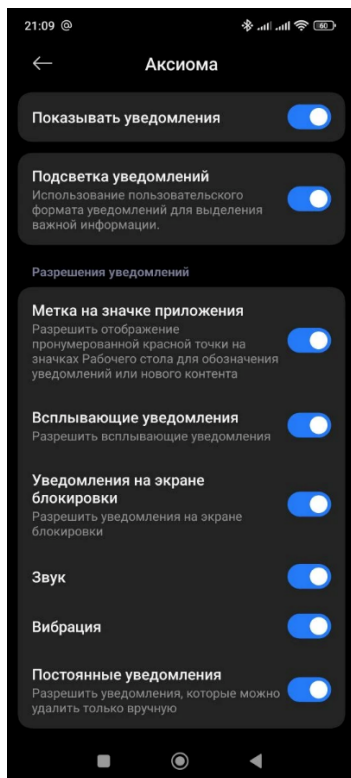 21:09 @
60
Аксиома
Показывать уведомления
Подсветка уведомлений
Использование пользовательского
формата уведомлений для выделения
важной информации.
Разрешения уведомлений
Метка на значке приложения
Разрешить отображение
пронумерованной красной точки на
значках Рабочего стола для обозначения
уведомлений или нового контента
Всплывающие уведомления
Разрешить всплывающие уведомления
Уведомления на экране
блокировки
Разрешить уведомления на экране
блокировки
Звук
Вибрация
Постоянные уведомления
Разрешить уведомления, которые можно
удалить только вручную